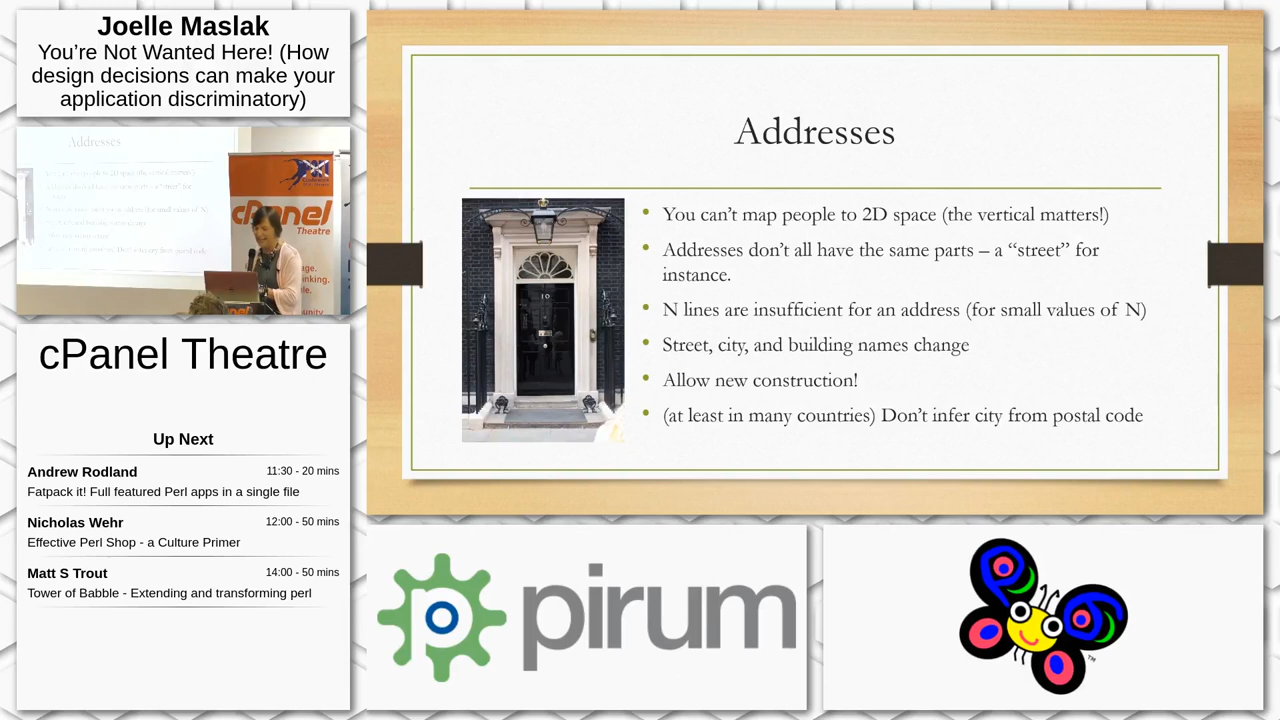 Joelle Maslak
You’re Not Wanted Here! (How
design decisions can make your
application discriminatory)
Addresses
cPanel
Theatre
cPanel Theatre
Up Next
Andrew Rodland 11:30 - 20 mins
Fatpack it! Full featured Perl apps in a single file
Nicholas Wehr 12:00 - 50 mins
Effective Perl Shop - a Culture Primer
Matt S Trout 14:00 - 50 mins
Tower of Babble - Extending and transforming perl
Addresses
10
• You can’t map people to 2D space (the vertical matters!)
• Addresses don’t all have the same parts – a “street” for
instance.
• N lines are insufficient for an address (for small values of N)
• Street, city, and building names change
• Allow new construction!
• (at least in many countries) Don’t infer city from postal code
pirum
TM